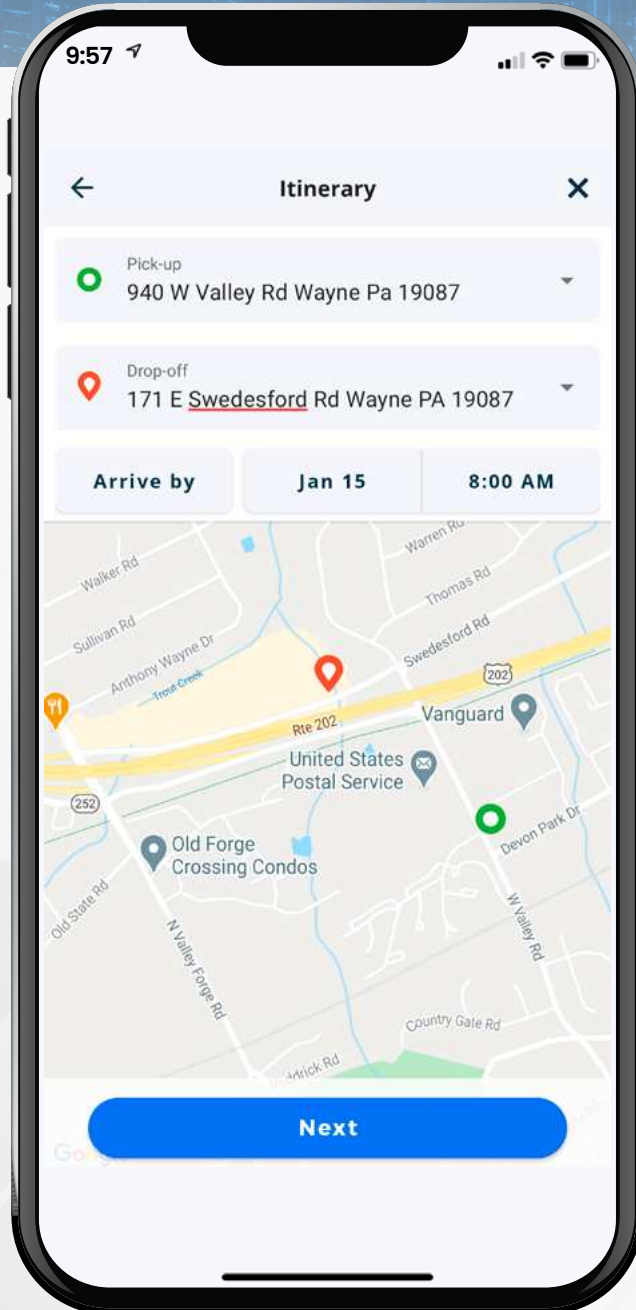 9:57
Itinerary
Pick-up
940 W Valley Rd Wayne Pa 19087
Drop-off
171 E Swedesford Rd Wayne PA 19087
Arrive by
Jan 15
8:00 AM
Warren Rd
Walker Rd
Thomas Rd
Sullivan Rd
Swedesford Rd
Anthony Wayne Dr
Trout Creek
202
Rte 202
Vanguard
United States
Postal Service
252
Devon Park Dr
Old Forge
Crossing Condos
Old State Rd
W Valley Rd
N Valley Forge Rd
Country Gate Rd
Rd
Next